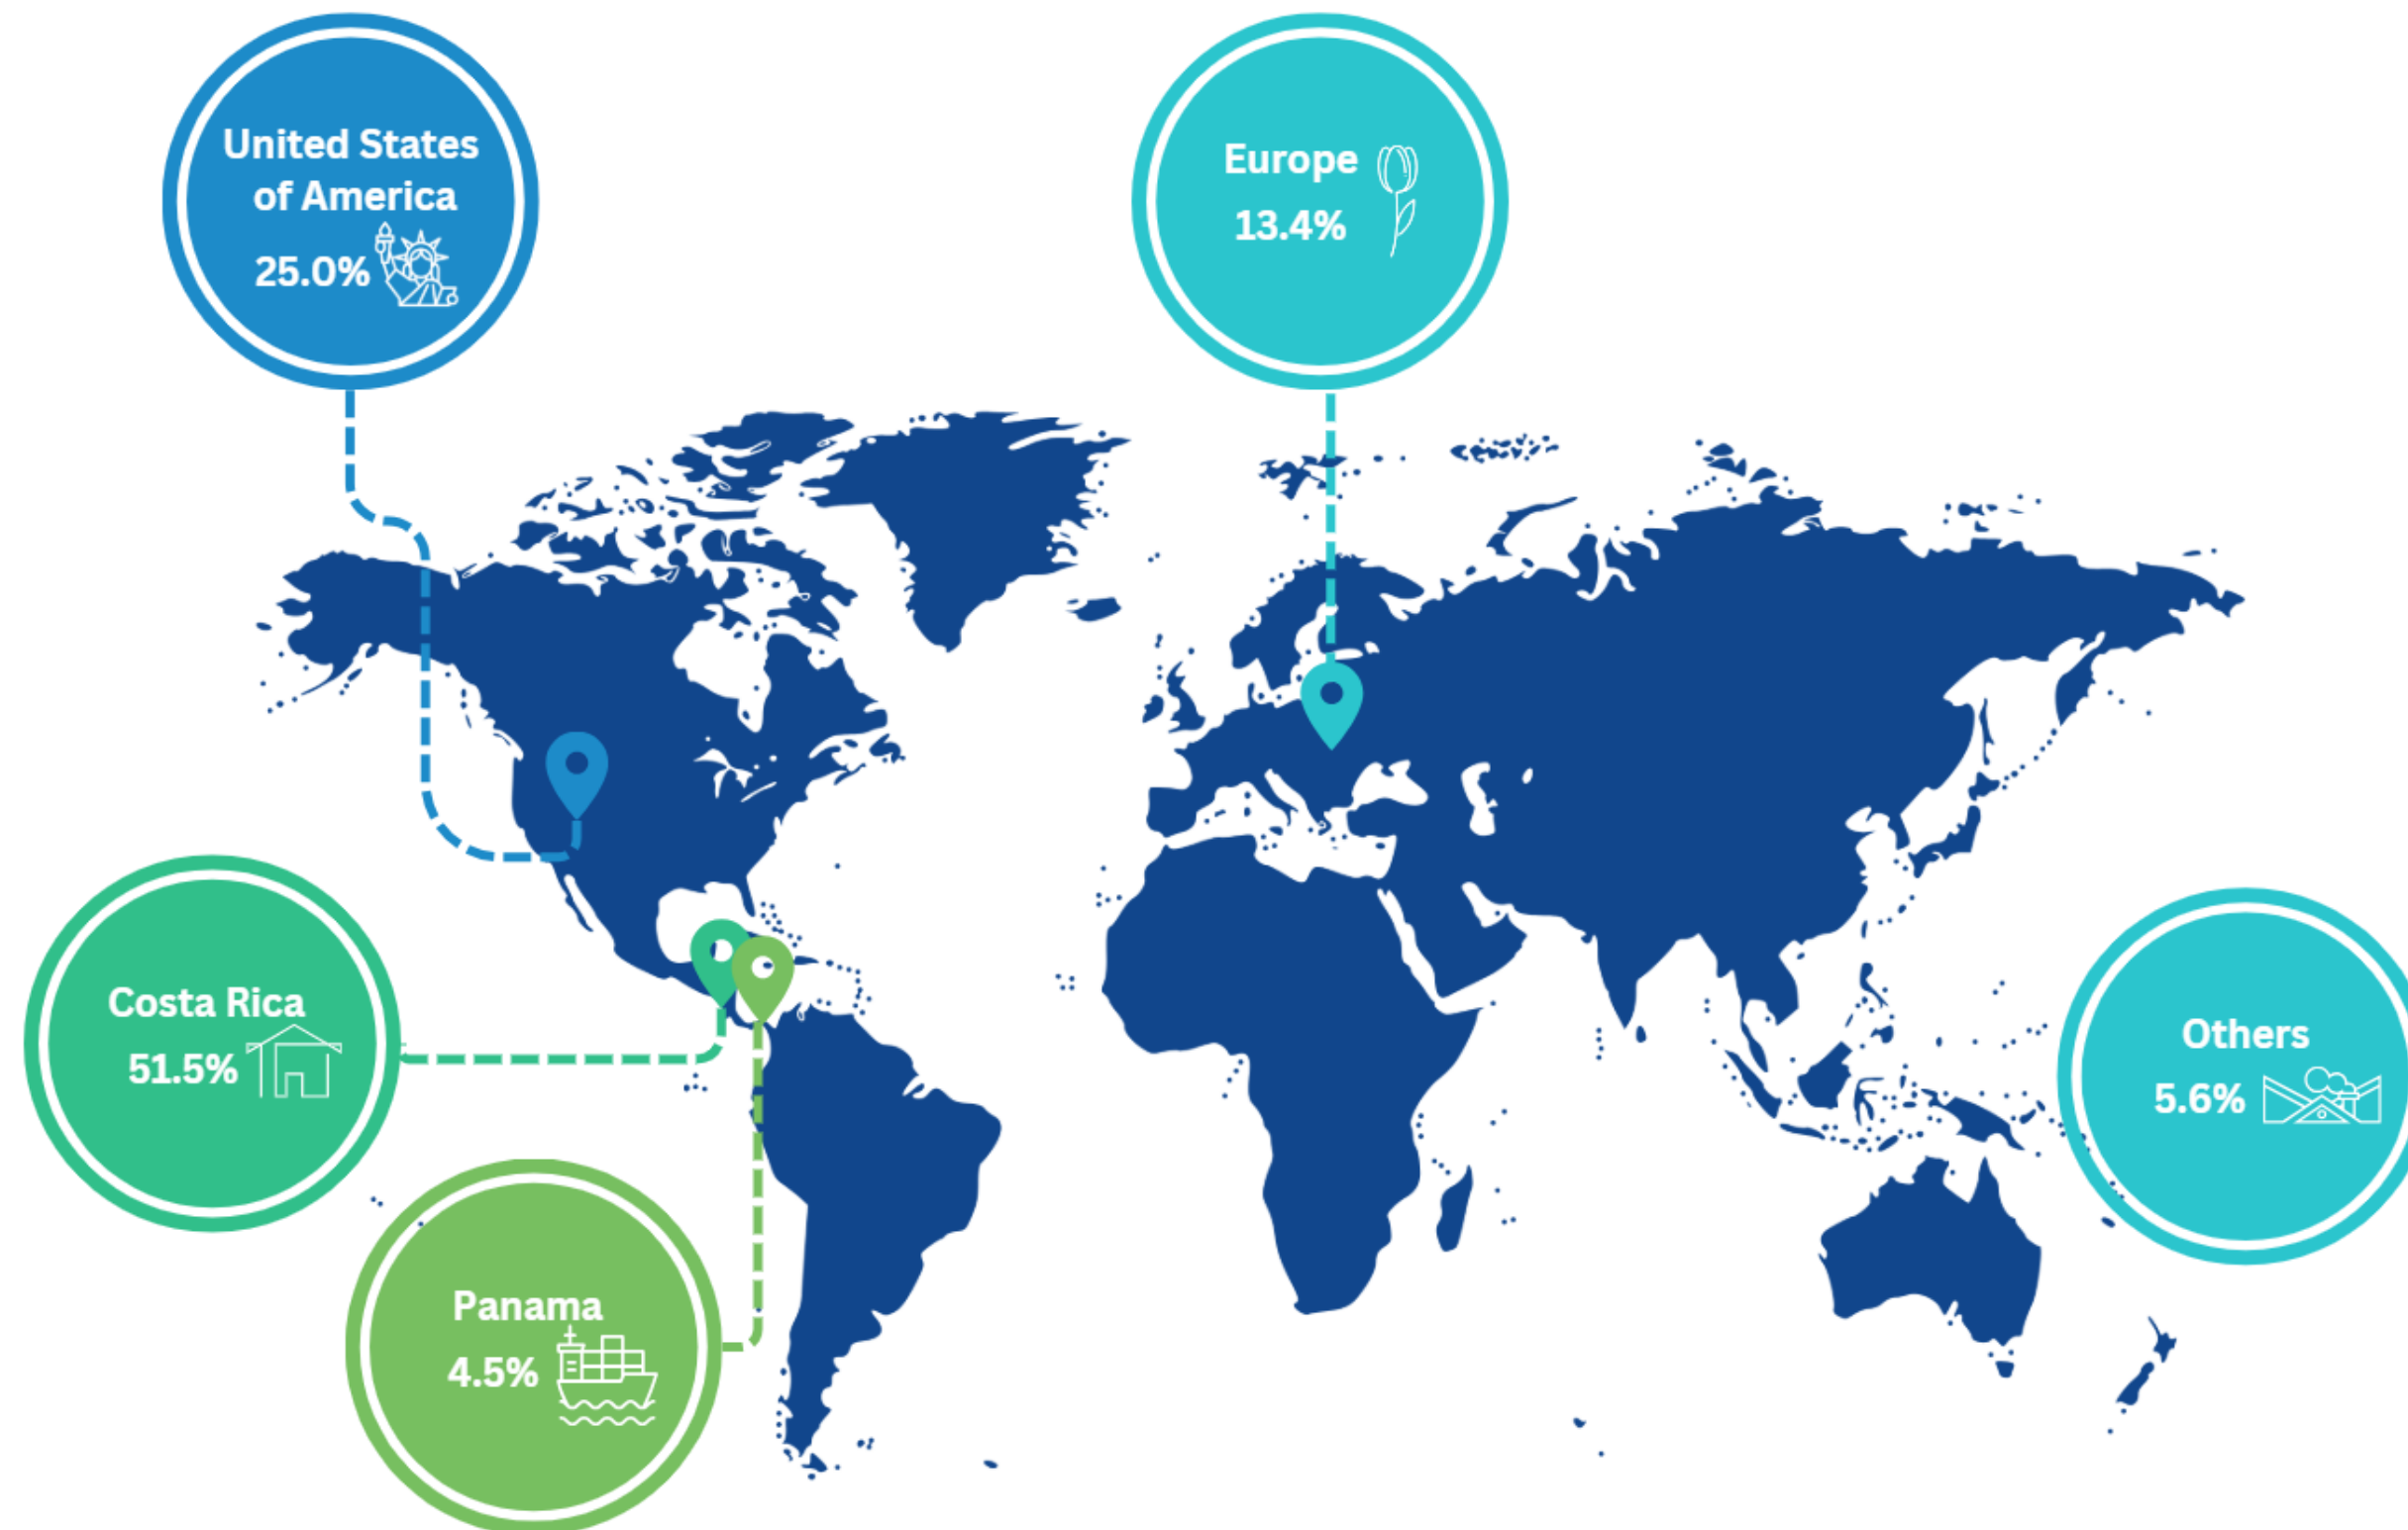 United States
of America
25.0%
Europe
13.4%
Costa Rica
51.5%
Others
5.6%
Panama
4.5%